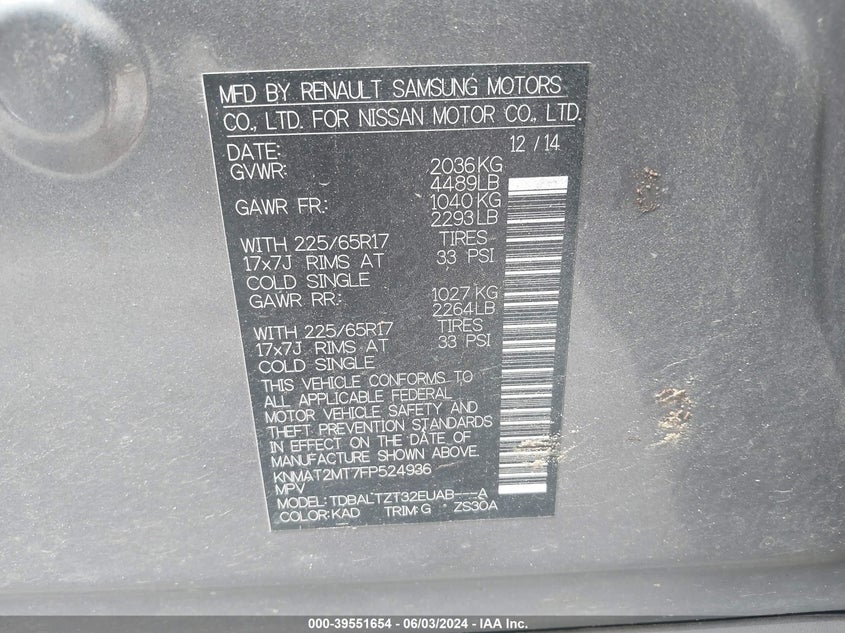 MFD BY RENAULT SAMSUNG MOTORS
CO., LTD. FOR NISSAN MOTOR CO., LTD.
DATE: 12 / 14
GVWR: 2036 KG
4489LB
GAWR FR: 1040 KG
2293 LB
WITH 225/65R17 TIRES
17x7J RIMS AT 33 PSI
COLD SINGLE
GAWR RR: 1027 KG
2264LB
WITH 225/65R17 TIRES
17x7J RIMS AT 33 PSI
COLD SINGLE
THIS VEHICLE CONFORMS TO
ALL APPLICABLE FEDERAL
MOTOR VEHICLE SAFETY AND
THEFT PREVENTION STANDARDS
IN EFFECT ON THE DATE OF
MANUFACTURE SHOWN ABOVE.
KNMAT2MT7FP524936
MPV
MODEL: TDBALTZT32EUAB---A
COLOR: KAD TRIM: G ZS30A
000-39551654 / 06/03/2024 - IAA Inc.